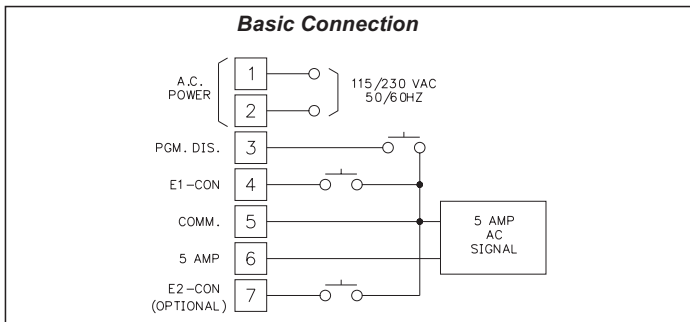 Basic Connection
A.C.
POWER
1
2
115/230 VAC
50/60HZ
PGM. DIS.
3
E1-CON
4
COMM.
5
5 AMP
6
E2-CON
(OPTIONAL)
7
5 AMP
AC
SIGNAL